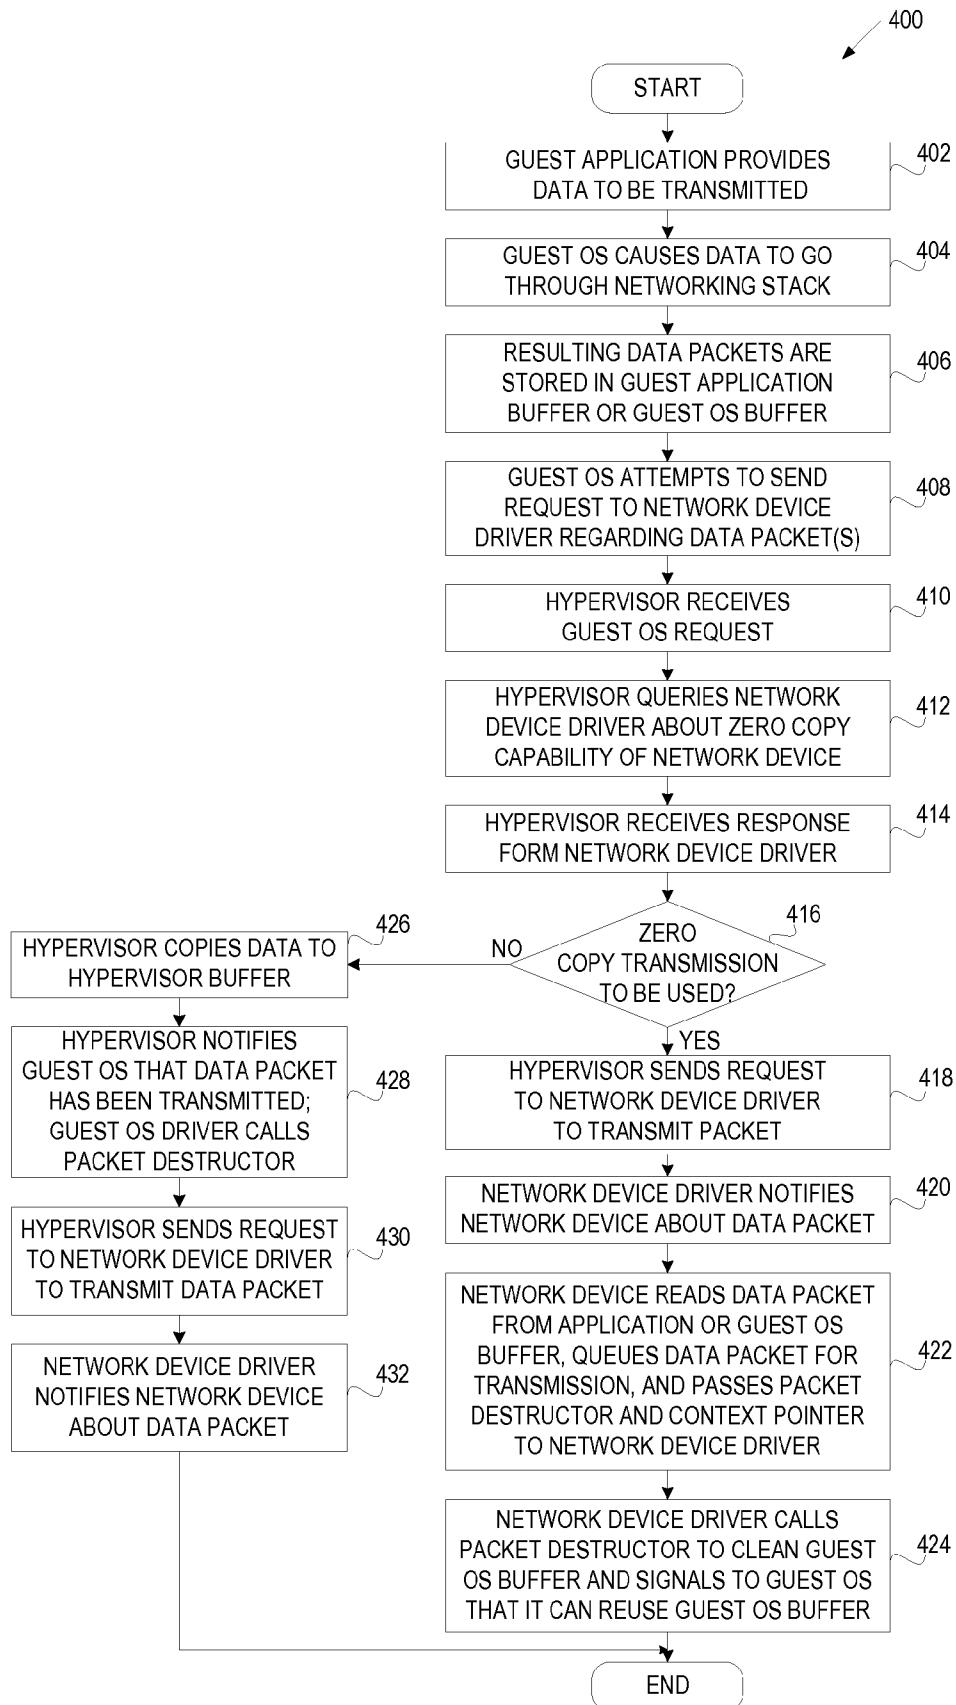 400
START
GUEST APPLICATION PROVIDES
DATA TO BE TRANSMITTED
402
GUEST OS CAUSES DATA TO GO
THROUGH NETWORKING STACK
404
RESULTING DATA PACKETS ARE
STORED IN GUEST APPLICATION
BUFFER OR GUEST OS BUFFER
406
GUEST OS ATTEMPTS TO SEND
REQUEST TO NETWORK DEVICE
DRIVER REGARDING DATA PACKET(S)
408
HYPERVISOR RECEIVES
GUEST OS REQUEST
410
HYPERVISOR QUERIES NETWORK
DEVICE DRIVER ABOUT ZERO COPY
CAPABILITY OF NETWORK DEVICE
412
HYPERVISOR RECEIVES RESPONSE
FORM NETWORK DEVICE DRIVER
414
ZERO
COPY TRANSMISSION
TO BE USED?
416
NO
YES
HYPERVISOR COPIES DATA TO
HYPERVISOR BUFFER
426
HYPERVISOR NOTIFIES
GUEST OS THAT DATA PACKET
HAS BEEN TRANSMITTED;
GUEST OS DRIVER CALLS
PACKET DESTRUCTOR
428
HYPERVISOR SENDS REQUEST
TO NETWORK DEVICE DRIVER
TO TRANSMIT DATA PACKET
430
NETWORK DEVICE DRIVER
NOTIFIES NETWORK DEVICE
ABOUT DATA PACKET
432
HYPERVISOR SENDS REQUEST
TO NETWORK DEVICE DRIVER
TO TRANSMIT PACKET
418
NETWORK DEVICE DRIVER NOTIFIES
NETWORK DEVICE ABOUT DATA PACKET
420
NETWORK DEVICE READS DATA PACKET
FROM APPLICATION OR GUEST OS
BUFFER, QUEUES DATA PACKET FOR
TRANSMISSION, AND PASSES PACKET
DESTRUCTOR AND CONTEXT POINTER
TO NETWORK DEVICE DRIVER
422
NETWORK DEVICE DRIVER CALLS
PACKET DESTRUCTOR TO CLEAN GUEST
OS BUFFER AND SIGNALS TO GUEST OS
THAT IT CAN REUSE GUEST OS BUFFER
424
END